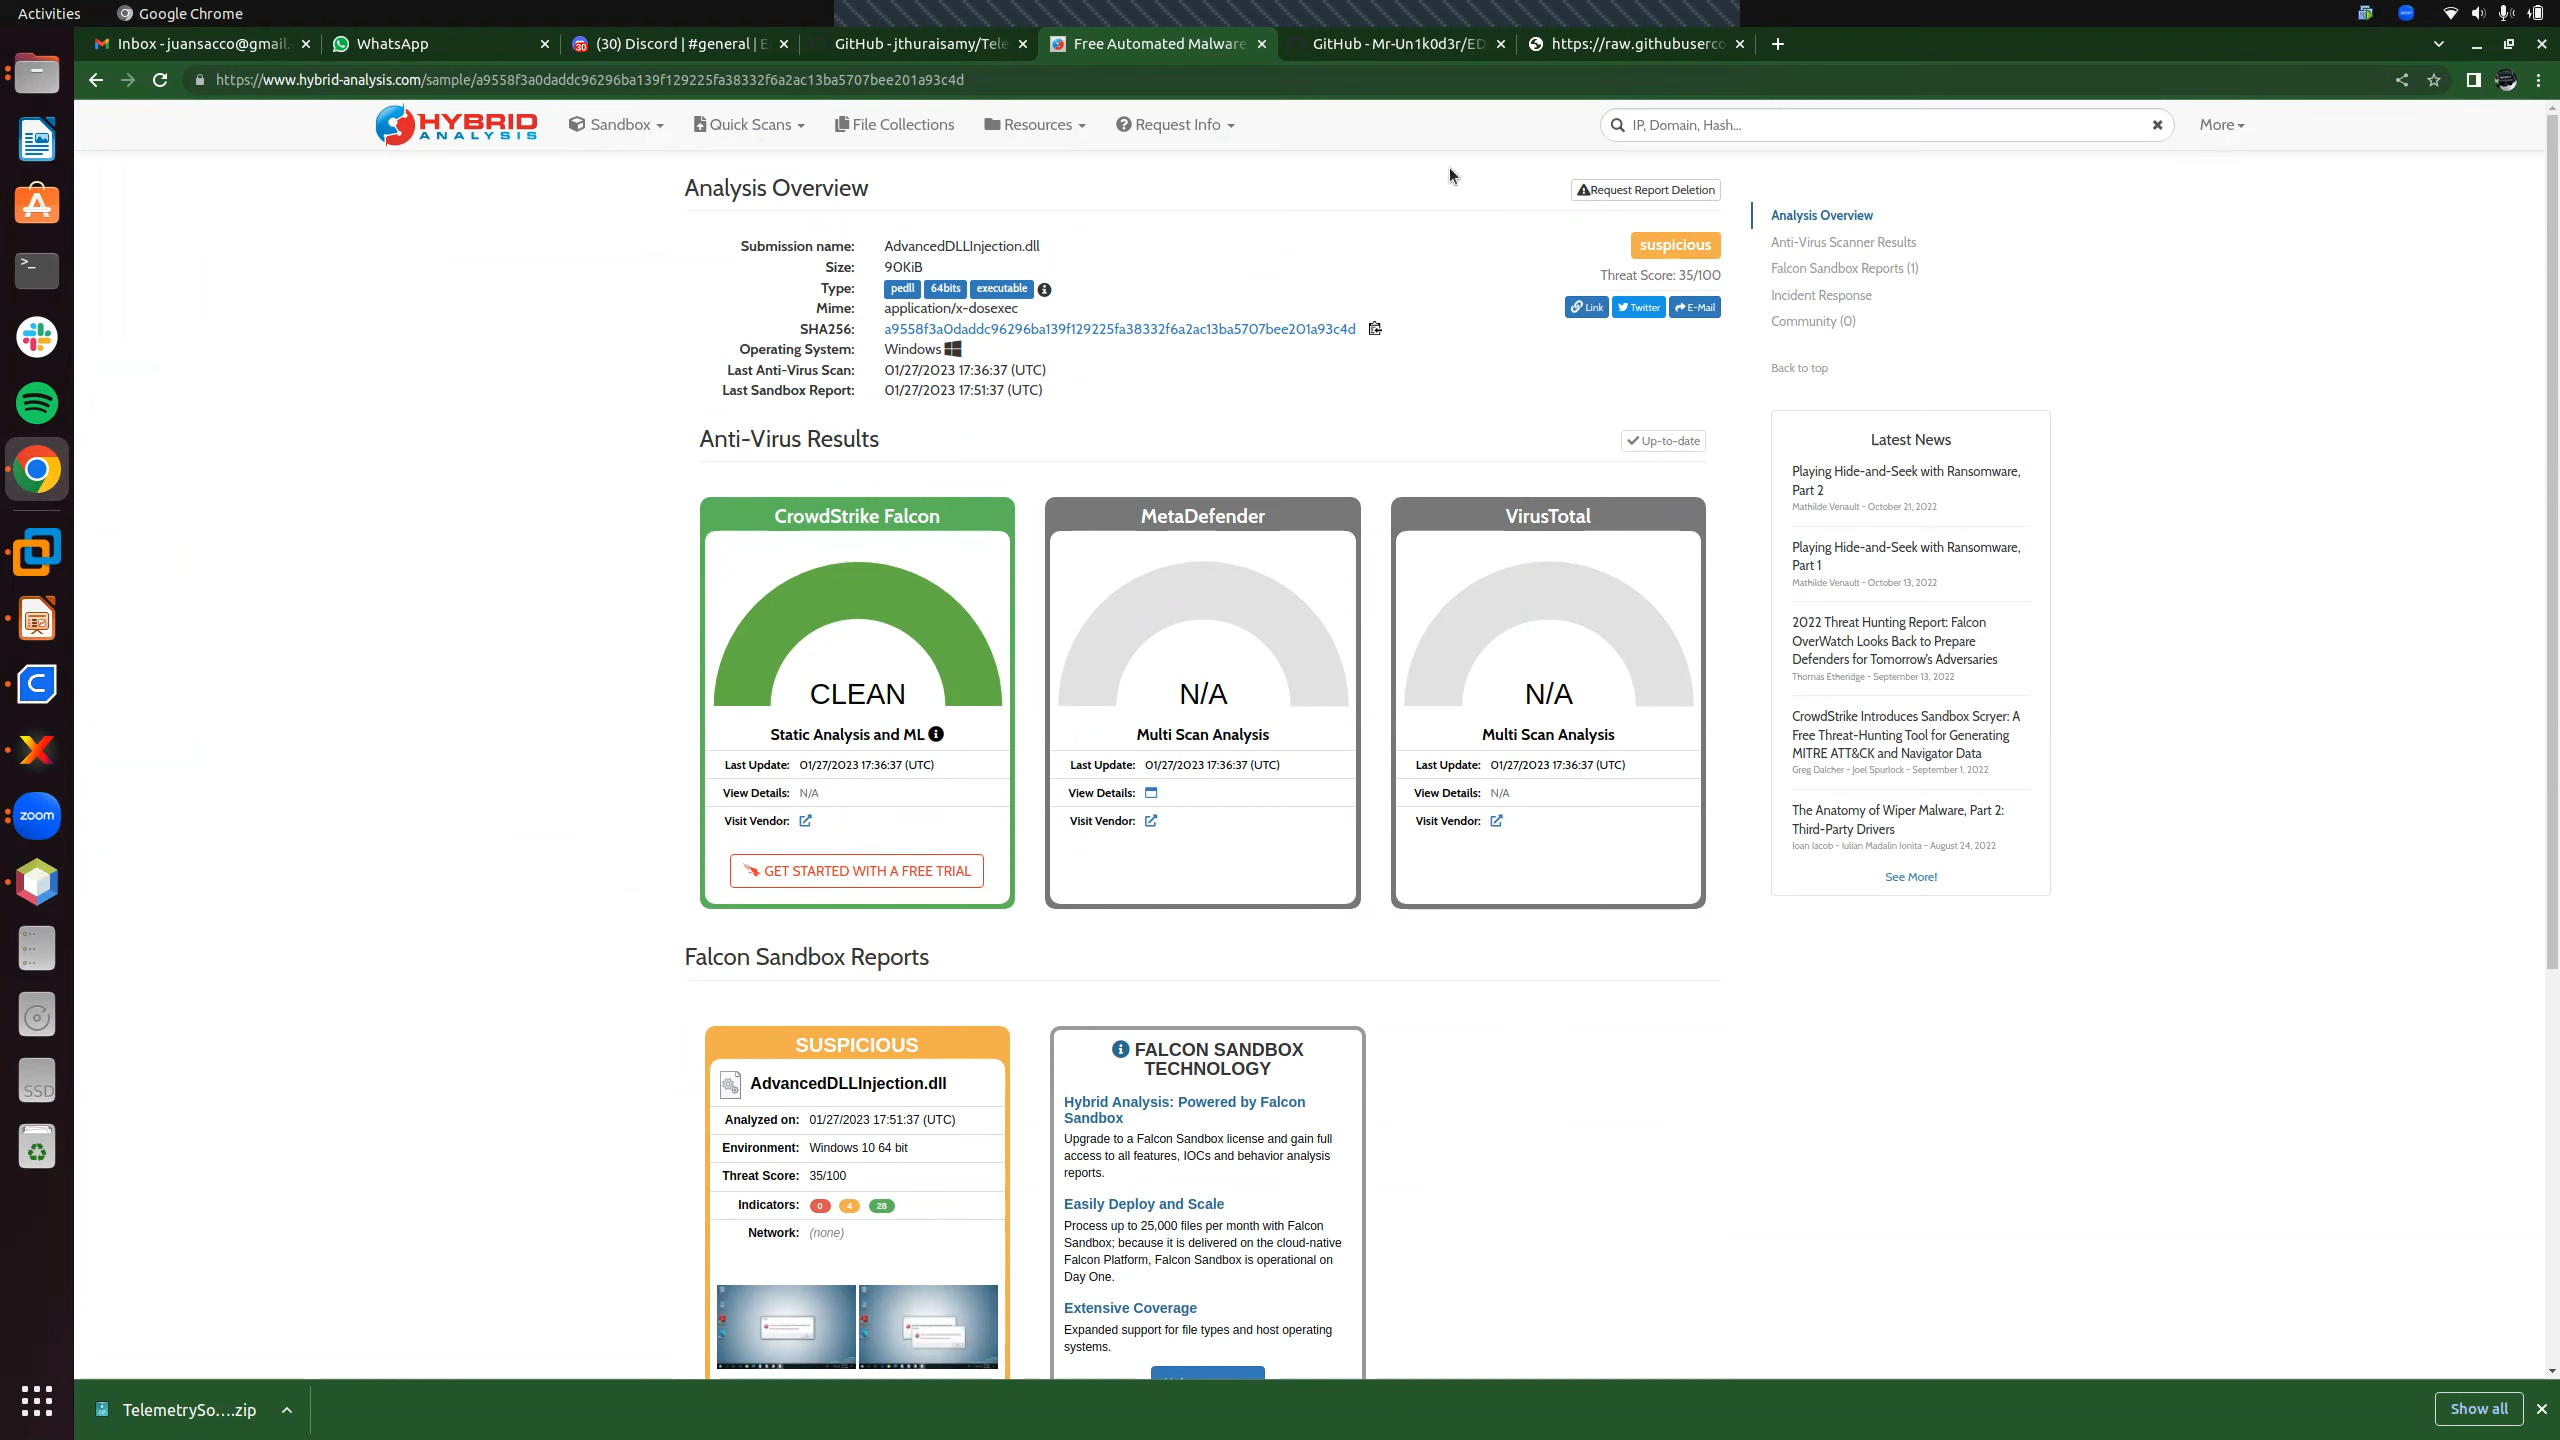 Activities
Google Chrome
Inbox - juansacco@gmail.
WhatsApp
(30) Discord | #general | E
GitHub - jthuraisamy/Tele
Free Automated Malware
GitHub - Mr-Un1k0d3r/ED
https://raw.githubuserco
https://www.hybrid-analysis.com/sample/a9558f3a0daddc96296ba139f129225fa38332f6a2ac13ba5707bee201a93c4d
HYBRID
ANALYSIS
Sandbox
Quick Scans
File Collections
Resources
Request Info
IP, Domain, Hash...
More
Analysis Overview
Request Report Deletion
Submission name: AdvancedDLLInjection.dll
Size: 90KiB
Type: pedll 64bits executable
Mime: application/x-dosexec
SHA256: a9558f3a0daddc96296ba139f129225fa38332f6a2ac13ba5707bee201a93c4d
Operating System: Windows
Last Anti-Virus Scan: 01/27/2023 17:36:37 (UTC)
Last Sandbox Report: 01/27/2023 17:51:37 (UTC)
suspicious
Threat Score: 35/100
Link
Twitter
E-Mail
Analysis Overview
Anti-Virus Scanner Results
Falcon Sandbox Reports (1)
Incident Response
Community (0)
Back to top
Anti-Virus Results
Up-to-date
CrowdStrike Falcon
CLEAN
Static Analysis and ML
Last Update: 01/27/2023 17:36:37 (UTC)
View Details: N/A
Visit Vendor:
GET STARTED WITH A FREE TRIAL
MetaDefender
N/A
Multi Scan Analysis
Last Update: 01/27/2023 17:36:37 (UTC)
View Details:
Visit Vendor:
VirusTotal
N/A
Multi Scan Analysis
Last Update: 01/27/2023 17:36:37 (UTC)
View Details: N/A
Visit Vendor:
Latest News
Playing Hide-and-Seek with Ransomware,
Part 2
Mathilde Venault - October 21, 2022
Playing Hide-and-Seek with Ransomware,
Part 1
Mathilde Venault - October 13, 2022
2022 Threat Hunting Report: Falcon
OverWatch Looks Back to Prepare
Defenders for Tomorrow's Adversaries
Thomas Etheridge - September 13, 2022
CrowdStrike Introduces Sandbox Scryer: A
Free Threat-Hunting Tool for Generating
MITRE ATT&CK and Navigator Data
Greg Dalcher - Joel Spurlock - September 1, 2022
The Anatomy of Wiper Malware, Part 2:
Third-Party Drivers
Ioan Iacob - Iulian Madalin Ionita - August 24, 2022
See More!
Falcon Sandbox Reports
SUSPICIOUS
AdvancedDLLInjection.dll
Analyzed on: 01/27/2023 17:51:37 (UTC)
Environment: Windows 10 64 bit
Threat Score: 35/100
Indicators: 0 4 28
Network: (none)
FALCON SANDBOX
TECHNOLOGY
Hybrid Analysis: Powered by Falcon
Sandbox
Upgrade to a Falcon Sandbox license and gain full
access to all features, IOCs and behavior analysis
reports.
Easily Deploy and Scale
Process up to 25,000 files per month with Falcon
Sandbox; because it is delivered on the cloud-native
Falcon Platform, Falcon Sandbox is operational on
Day One.
Extensive Coverage
Expanded support for file types and host operating
systems.
zoom
SSD
TelemetrySo....zip
Show all